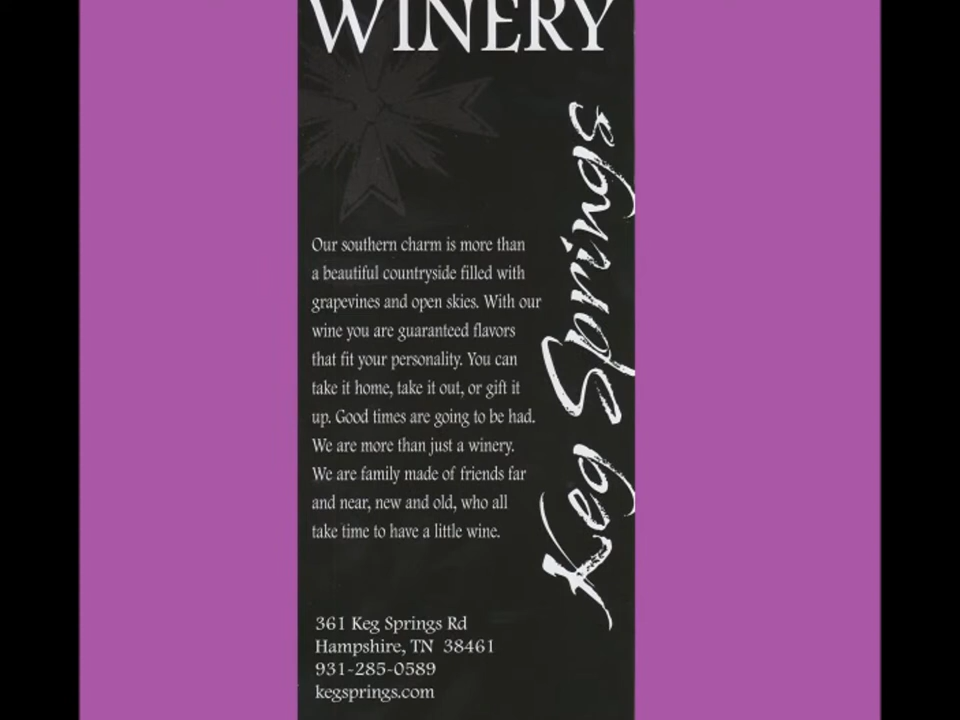 WINERY
Keg Springs
Our southern charm is more than
a beautiful countryside filled with
grapevines and open skies. With our
wine you are guaranteed flavors
that fit your personality. You can
take it home, take it out, or gift it
up. Good times are going to be had.
We are more than just a winery.
We are family made of friends far
and near, new and old, who all
take time to have a little wine.
361 Keg Springs Rd
Hampshire, TN 38461
931-285-0589
kegsprings.com